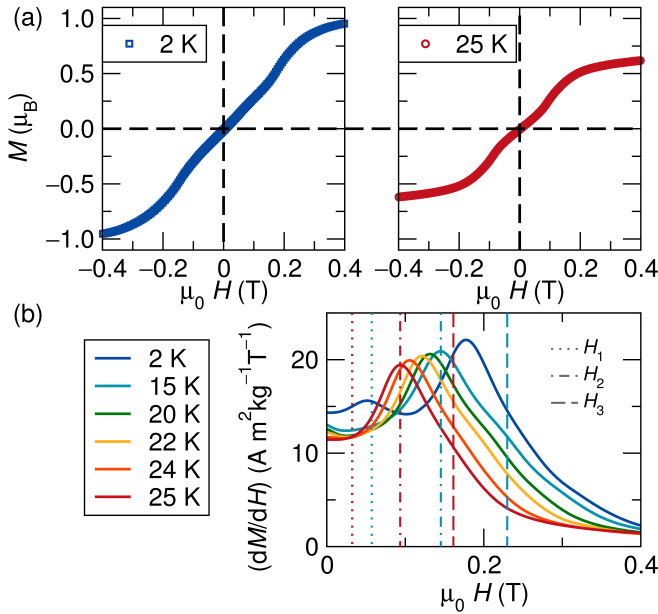 (a)
1.0
0.5
0.0
−0.5
−1.0
M (μB)
2 K
25 K
−0.4 −0.2 0 0.2 0.4
−0.4 −0.2 0 0.2 0.4
μ0 H (T)
μ0 H (T)
(b)
2 K
15 K
20 K
22 K
24 K
25 K
(dM/dH) (A m²kg⁻¹T⁻¹)
20
10
0
H1
H2
H3
0 0.2 0.4
μ0 H (T)